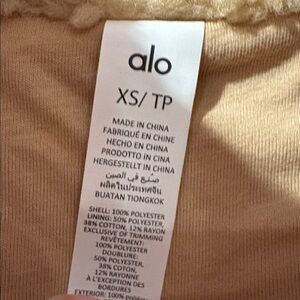 alo
XS/ TP
MADE IN CHINA
FABRIQUÉ EN CHINE
HECHO EN CHINA
PRODOTTO IN CINA
HERGESTELLT IN CHINA
صنع في الصين
ผลิตในประเทศจีน
BUATAN TIONGKOK
SHELL: 100% POLYESTER
LINING: 50% POLYESTER,
38% COTTON, 12% RAYON
EXCLUSIVE OF TRIMMING
REVÊTEMENT:
100% POLYESTER
DOUBLURE:
50% POLYESTER,
38% COTON,
12% RAYONNE
À L'EXCEPTION DES
BORDURES
EXTERIOR: 100%